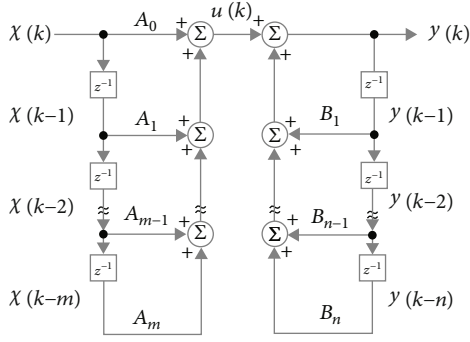 χ (k) A₀ Σ u (k) Σ y (k)
z⁻¹ z⁻¹
χ (k−1) A₁ Σ Σ B₁ y (k−1)
z⁻¹ z⁻¹
χ (k−2) Aₘ₋₁ Σ Σ Bₙ₋₁ y (k−2)
z⁻¹ z⁻¹
χ (k−m) Aₘ Bₙ y (k−n)
+ + + + + + + + + + + +